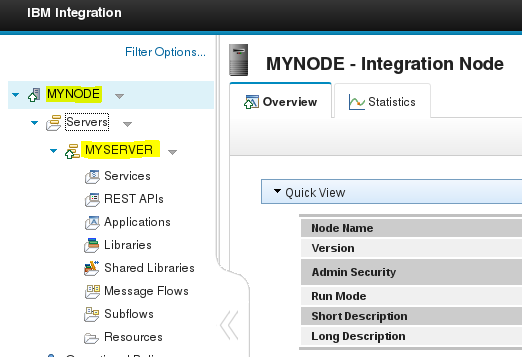 IBM Integration
Filter Options...
MYNODE
Servers
MYSERVER
Services
REST APIs
Applications
Libraries
Shared Libraries
Message Flows
Subflows
Resources
MYNODE - Integration Node
Overview
Statistics
Quick View
Node Name
Version
Admin Security
Run Mode
Short Description
Long Description